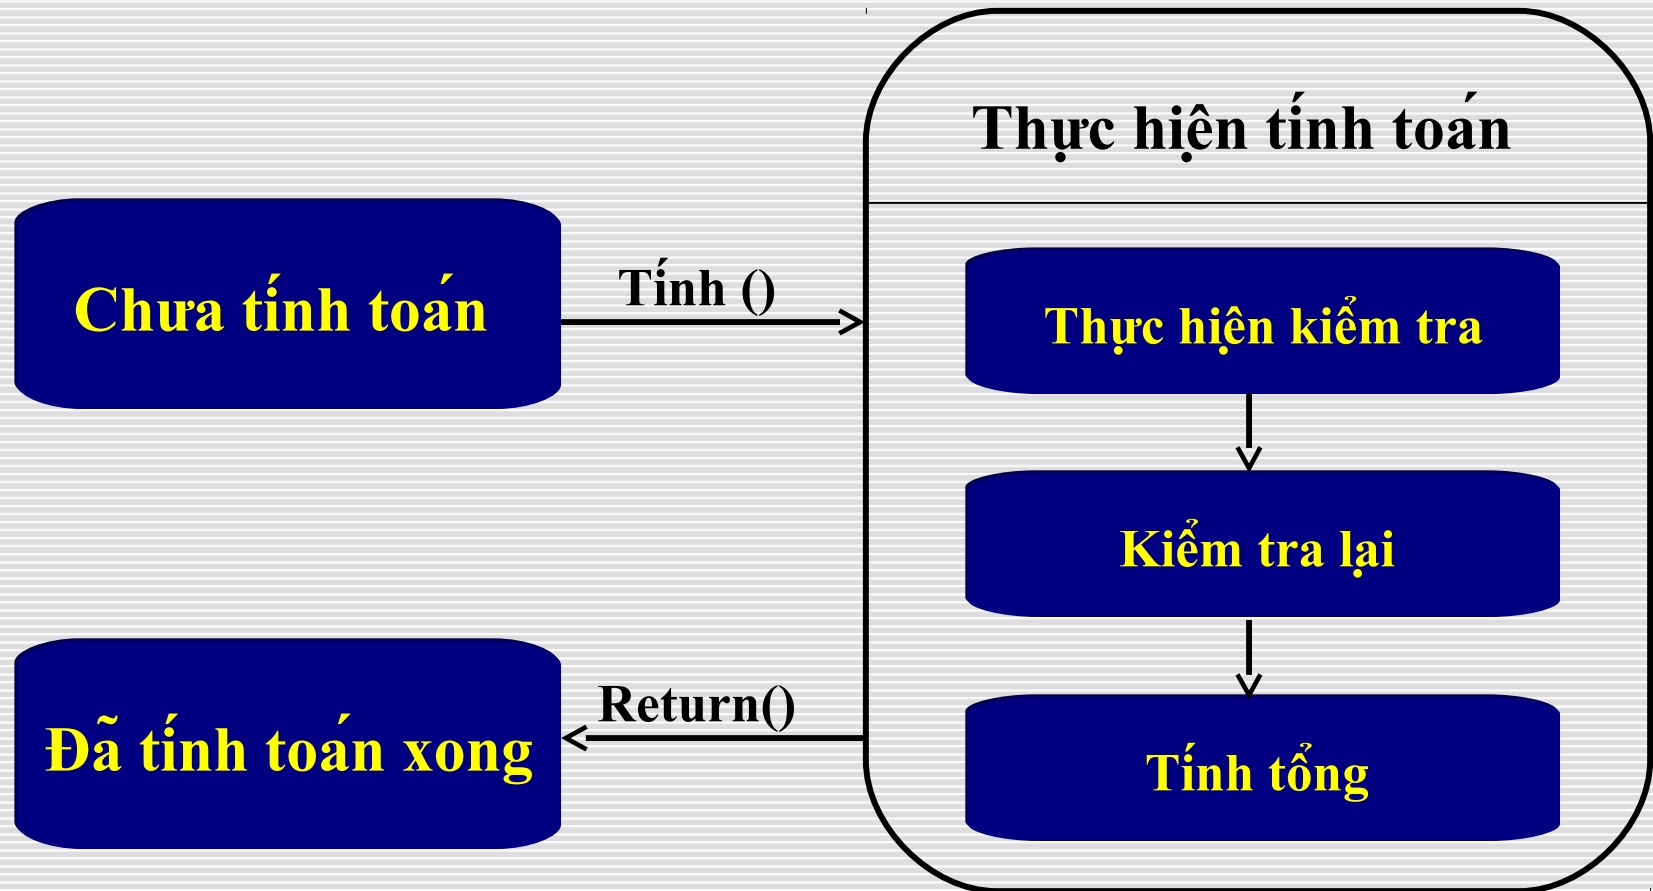 Thực hiện tính toán
Chưa tính toán
Tính ()
Thực hiện kiểm tra
Kiểm tra lại
Return()
Đã tính toán xong
Tính tổng